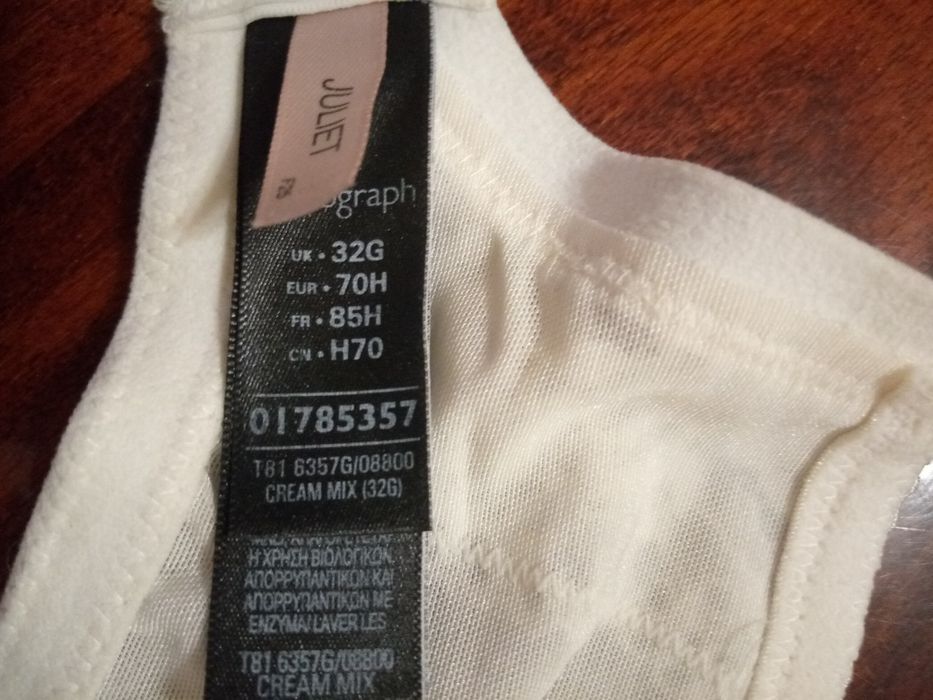 JULIET
F26
ograph
UK • 32G
EUR • 70H
FR • 85H
CN • H70
01785357
T81 6357G/08800
CREAM MIX (32G)
Η ΧΡΗΣΗ ΒΙΟΛΟΓΙΚΩΝ
ΑΠΟΡΡΥΠΑΝΤΙΚΩΝ ΚΑΙ
ΑΠΟΡΡΥΠΑΝΤΙΚΩΝ ΜΕ
ΕΝΖΥΜΑ/ LAVER LES
T81 6357G/08800
CREAM MIX